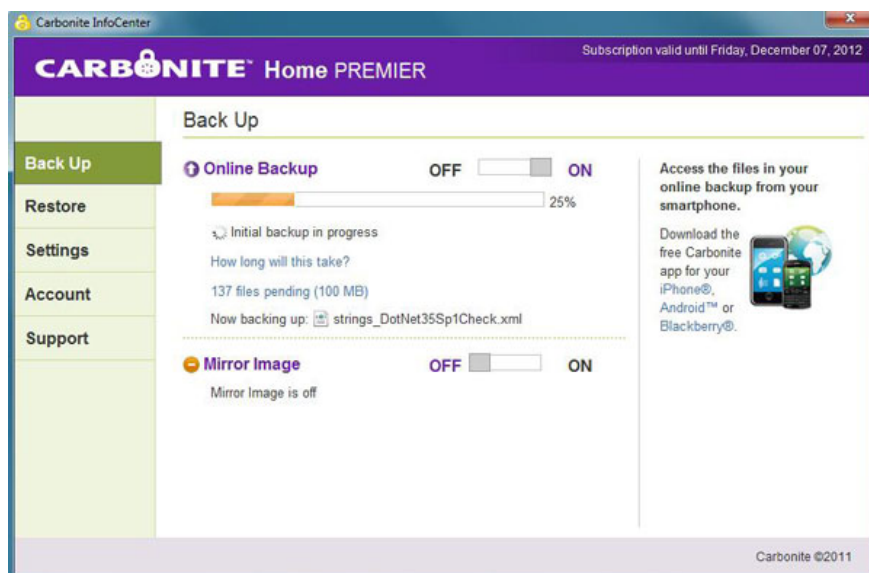 Carbonite InfoCenter
Subscription valid until Friday, December 07, 2012
CARBONITE™ Home PREMIER
Back Up
Restore
Settings
Account
Support
Back Up
Online Backup OFF ON
25%
Initial backup in progress
How long will this take?
137 files pending (100 MB)
Now backing up: strings_DotNet35Sp1Check.xml
Mirror Image OFF ON
Mirror Image is off
Access the files in your
online backup from your
smartphone.
Download the
free Carbonite
app for your
iPhone®,
Android™ or
Blackberry®.
Carbonite ©2011